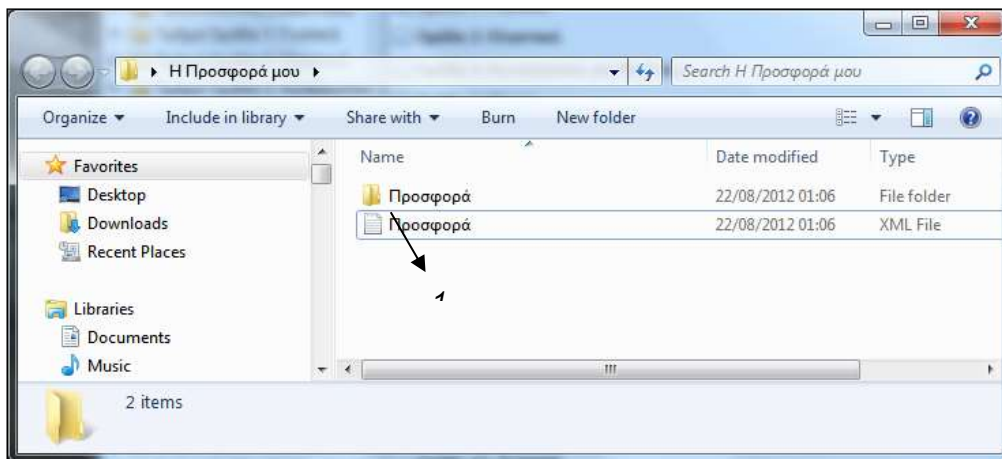 Η Προσφορά μου
Search Η Προσφορά μου
Organize
Include in library
Share with
Burn
New folder
Name
Date modified
Type
Favorites
Desktop
Downloads
Recent Places
Libraries
Documents
Music
Προσφορά
22/08/2012 01:06
File folder
Προσφορά
22/08/2012 01:06
XML File
2 items